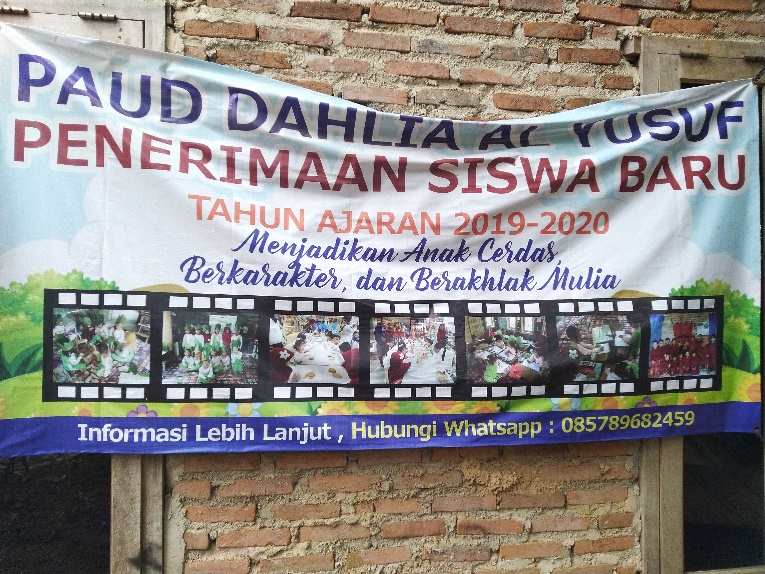 PAUD DAHLIA AL YUSUF
PENERIMAAN SISWA BARU
TAHUN AJARAN 2019-2020
Menjadikan Anak Cerdas,
Berkarakter, dan Berakhlak Mulia
Informasi Lebih Lanjut , Hubungi Whatsapp : 085789682459